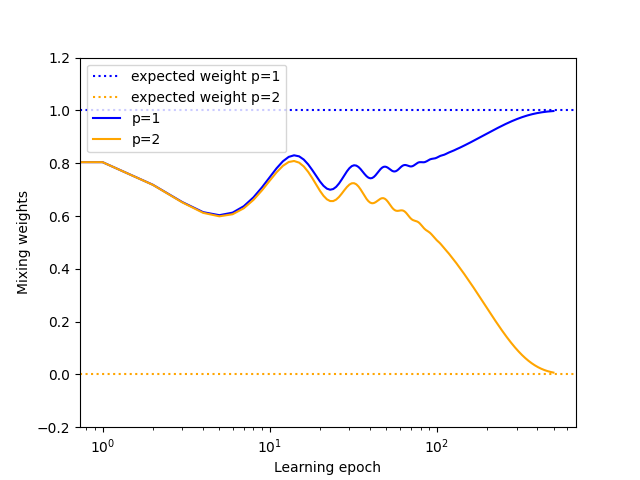 1.2
1.0
0.8
0.6
0.4
0.2
0.0
−0.2
Mixing weights
expected weight p=1
expected weight p=2
p=1
p=2
10⁰
10¹
10²
Learning epoch